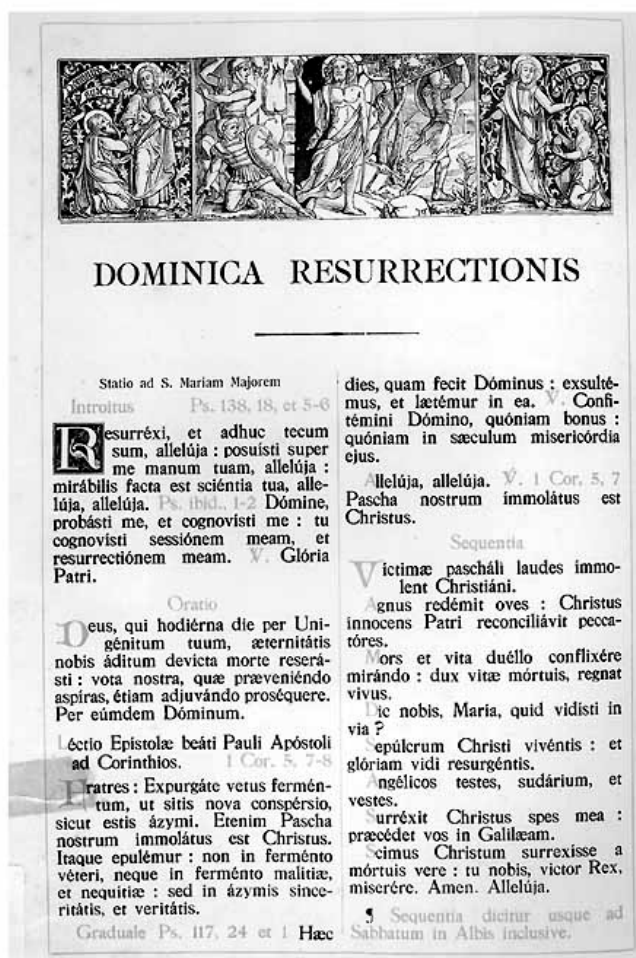 DOMINICA RESURRECTIONIS
Statio ad S. Mariam Majorem
Introitus Ps. 138, 18, et 5-6
Resurréxi, et adhuc tecum
sum, allelúja : posuísti super
me manum tuam, allelúja :
mirábilis facta est sciéntia tua, alle-
lúja, allelúja. Ps. ibid., 1-2 Dómine,
probásti me, et cognovísti me : tu
cognovísti sessiónem meam, et
resurrectiónem meam. ℣. Glória
Patri.
Oratio
Deus, qui hodiérna die per Uni-
génitum tuum, æternitátis
nobis áditum devícta morte reserá-
sti : vota nostra, quæ præveniéndo
aspíras, étiam adjuvándo proséquere.
Per eúmdem Dóminum.
Léctio Epístolæ beáti Pauli Apóstoli
ad Corínthios. 1 Cor. 5, 7-8
Fratres : Expurgáte vetus fermén-
tum, ut sitis nova conspérsio,
sicut estis ázymi. Etenim Pascha
nostrum immolátus est Christus.
Itaque epulémur : non in ferménto
véteri, neque in ferménto malítiæ,
et nequítiæ : sed in ázymis since-
ritátis, et veritátis.
Graduale Ps. 117, 24 et 1 Hæc
dies, quam fecit Dóminus : exsulté-
mus, et lætémur in ea. ℣. Confi-
témini Dómino, quóniam bonus :
quóniam in sæculum misericórdia
ejus.
Allelúja, allelúja. ℣. 1 Cor, 5, 7
Pascha nostrum immolátus est
Christus.
Sequentia
Víctimæ pascháli laudes immo-
lent Christiáni.
Agnus redémit oves : Christus
innocens Patri reconciliávit pecca-
tóres.
Mors et vita duéllo conflixére
mirándo : dux vitæ mórtuis, regnat
vivus.
Dic nobis, María, quid vidísti in
via ?
Sepúlcrum Christi vivéntis : et
glóriam vidi resurgéntis.
Angélicos testes, sudárium, et
vestes.
Surréxit Christus spes mea :
præcédet vos in Galilæam.
Scimus Christum surrexísse a
mórtuis vere : tu nobis, victor Rex,
miserére. Amen. Allelúja.
¶ Sequentia dicitur usque ad
Sabbatum in Albis inclusive.